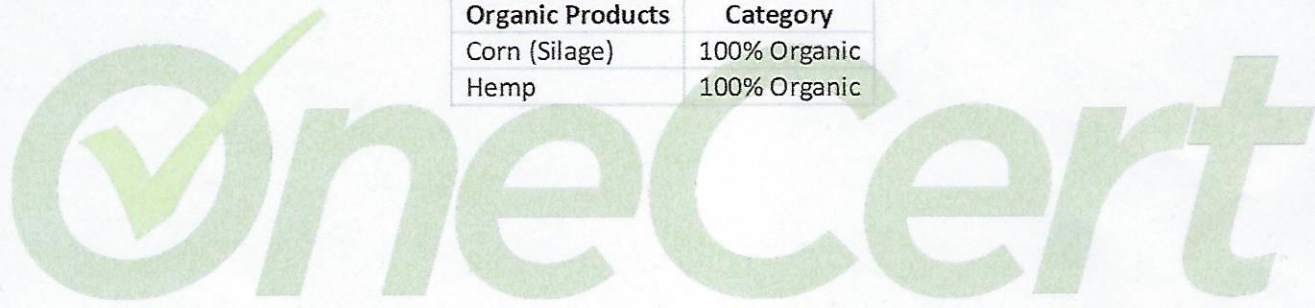 Organic Products Category
Corn (Silage) 100% Organic
Hemp 100% Organic
OneCert